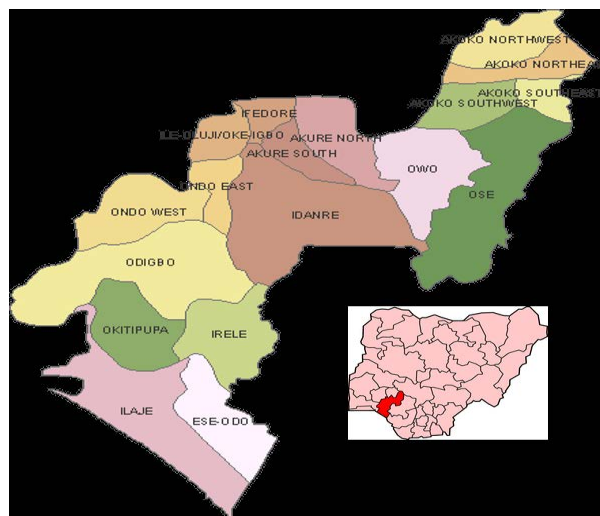 AKOKO NORTHWEST
AKOKO NORTHEA
AKOKO SOUTHEAST
AKOKO SOUTHWEST
IFEDORE
ILE-OLUJI/OKE-IGBO
AKURE NORTH
AKURE SOUTH
OWO
ONDO EAST
OSE
ONDO WEST
IDANRE
ODIGBO
OKITIPUPA
IRELE
ILAJE
ESE-ODO